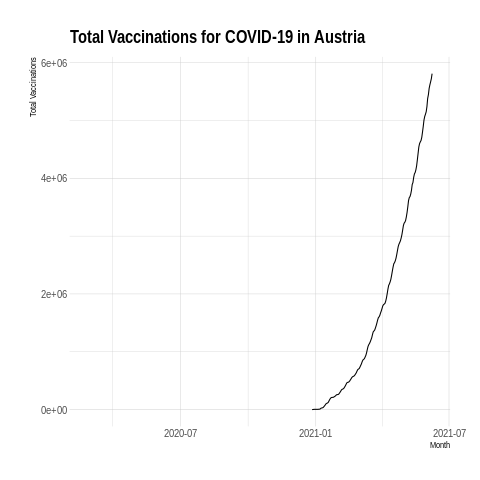 Total Vaccinations for COVID-19 in Austria
Total Vaccinations
6e+06
4e+06
2e+06
0e+00
2020-07
2021-01
2021-07
Month